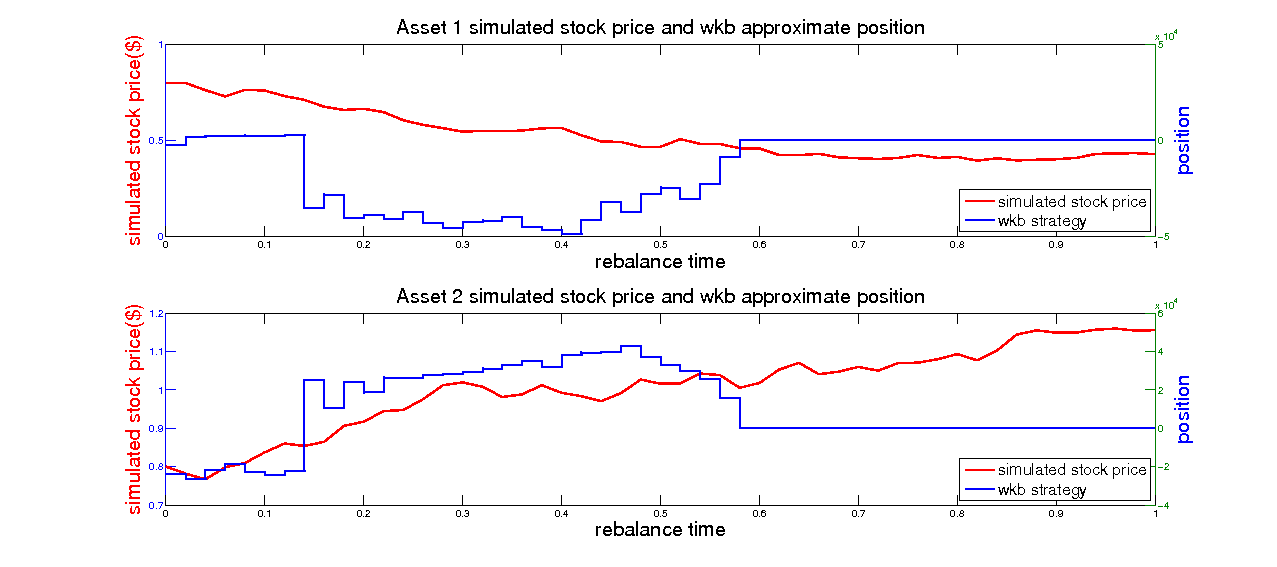 Asset 1 simulated stock price and wkb approximate position
x 10^4
simulated stock price($)
1
0.5
0
5
0
-5
position
simulated stock price
wkb strategy
0 0.1 0.2 0.3 0.4 0.5 0.6 0.7 0.8 0.9 1
rebalance time
Asset 2 simulated stock price and wkb approximate position
x 10^4
simulated stock price($)
1.2
1.1
1
0.9
0.8
0.7
6
4
2
0
-2
-4
position
simulated stock price
wkb strategy
0 0.1 0.2 0.3 0.4 0.5 0.6 0.7 0.8 0.9 1
rebalance time